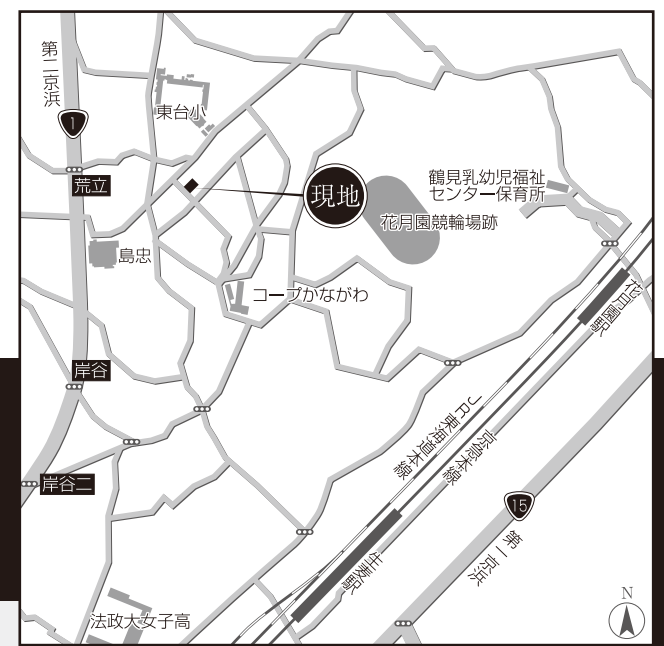 第二京浜
1
東台小
荒立
現地
鶴見乳幼児福祉
センター保育所
花月園競輪場跡
島忠
コープかながわ
花月園駅
岸谷
JR東海道本線
京急本線
岸谷二
15
第一京浜
生麦駅
法政大女子高
N